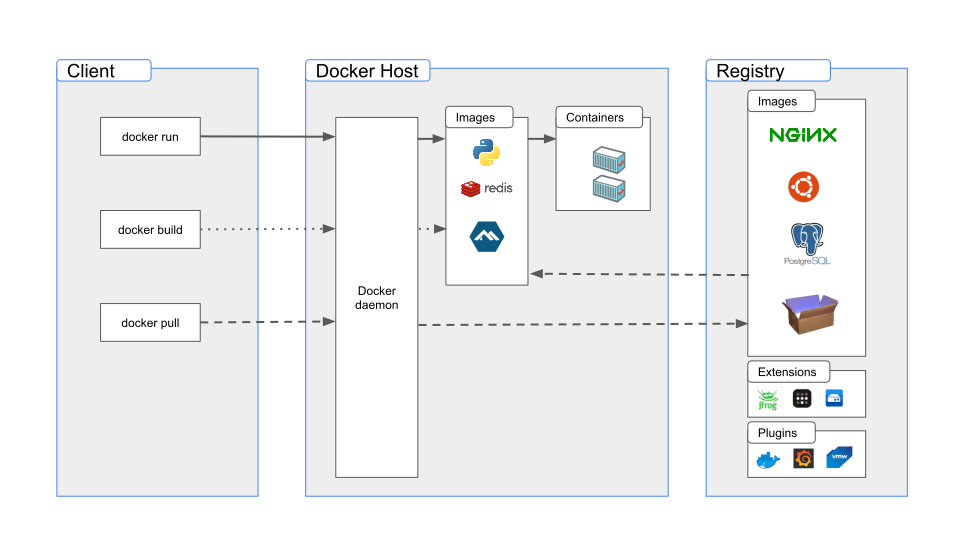 Client
docker run
docker build
docker pull
Docker Host
Docker
daemon
Images
redis
Containers
Registry
Images
NGINX
PostgreSQL
Extensions
JFrog
Plugins
vmw